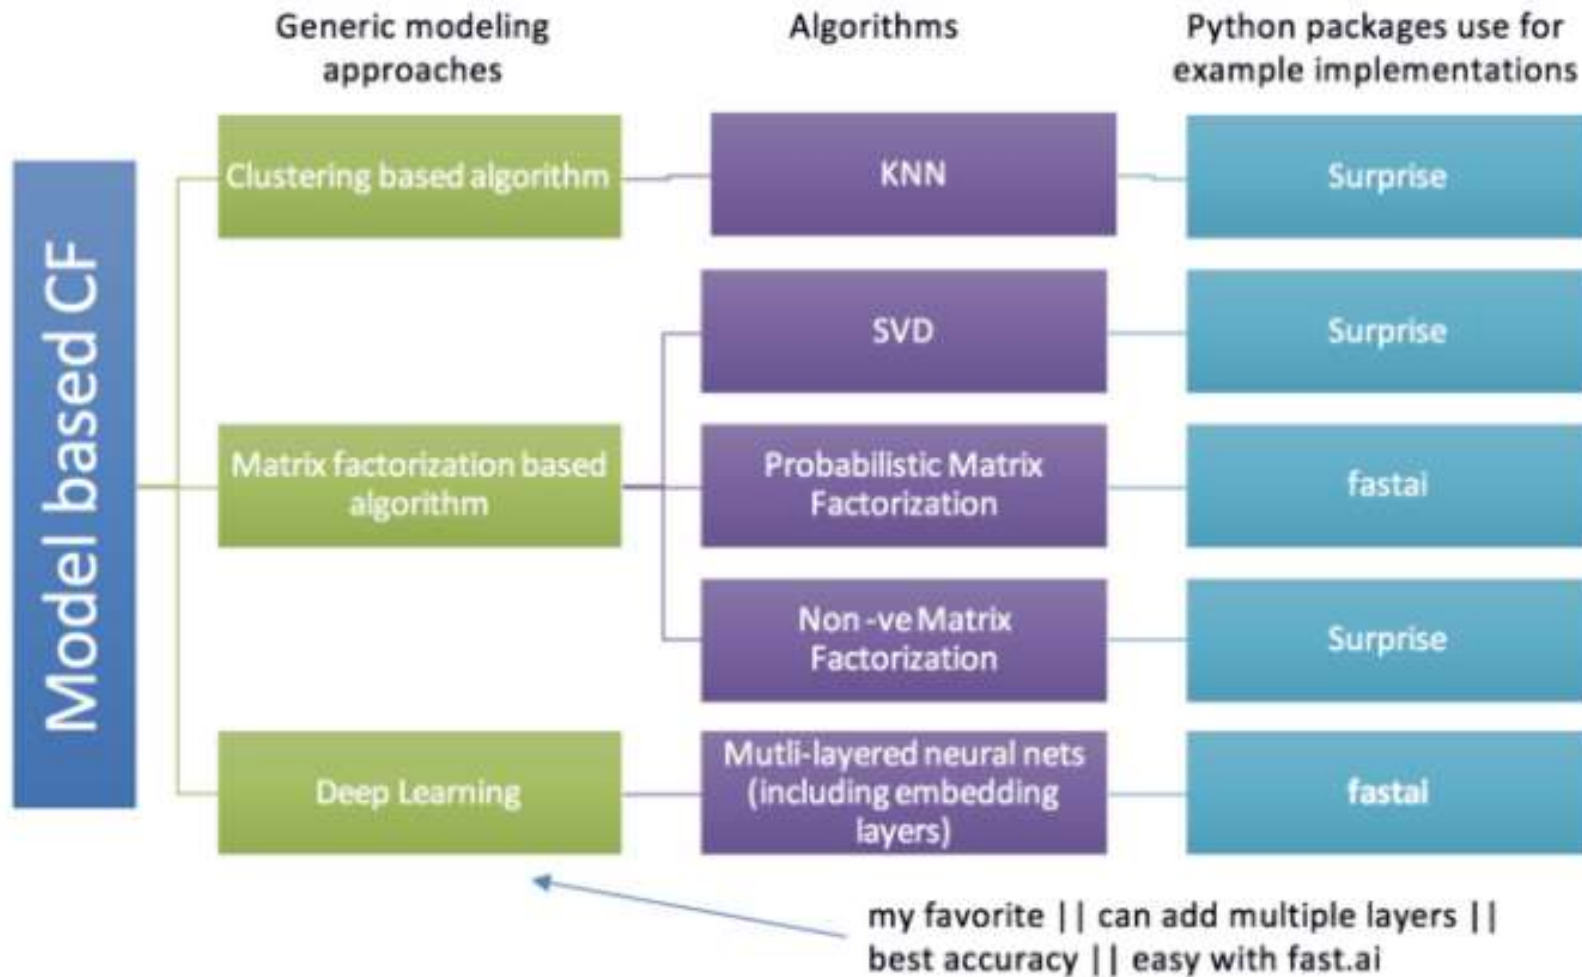 Generic modeling
approaches
Algorithms
Python packages use for
example implementations
Model based CF
Clustering based algorithm
KNN
Surprise
SVD
Surprise
Matrix factorization based
algorithm
Probabilistic Matrix
Factorization
fastai
Non -ve Matrix
Factorization
Surprise
Deep Learning
Mutli-layered neural nets
(including embedding
layers)
fastai
my favorite || can add multiple layers ||
best accuracy || easy with fast.ai